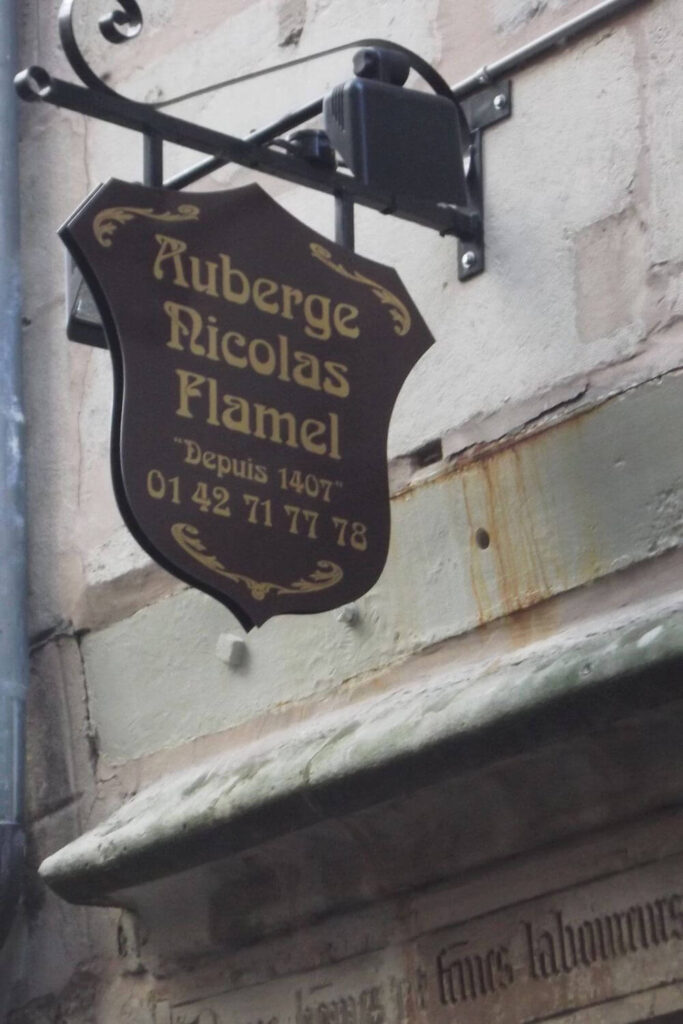 Auberge
Nicolas
Flamel
"Depuis 1407"
01 42 71 77 78
laboureurs